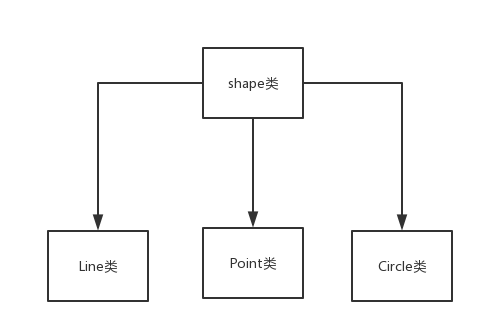 shape类
Line类
Point类
Circle类